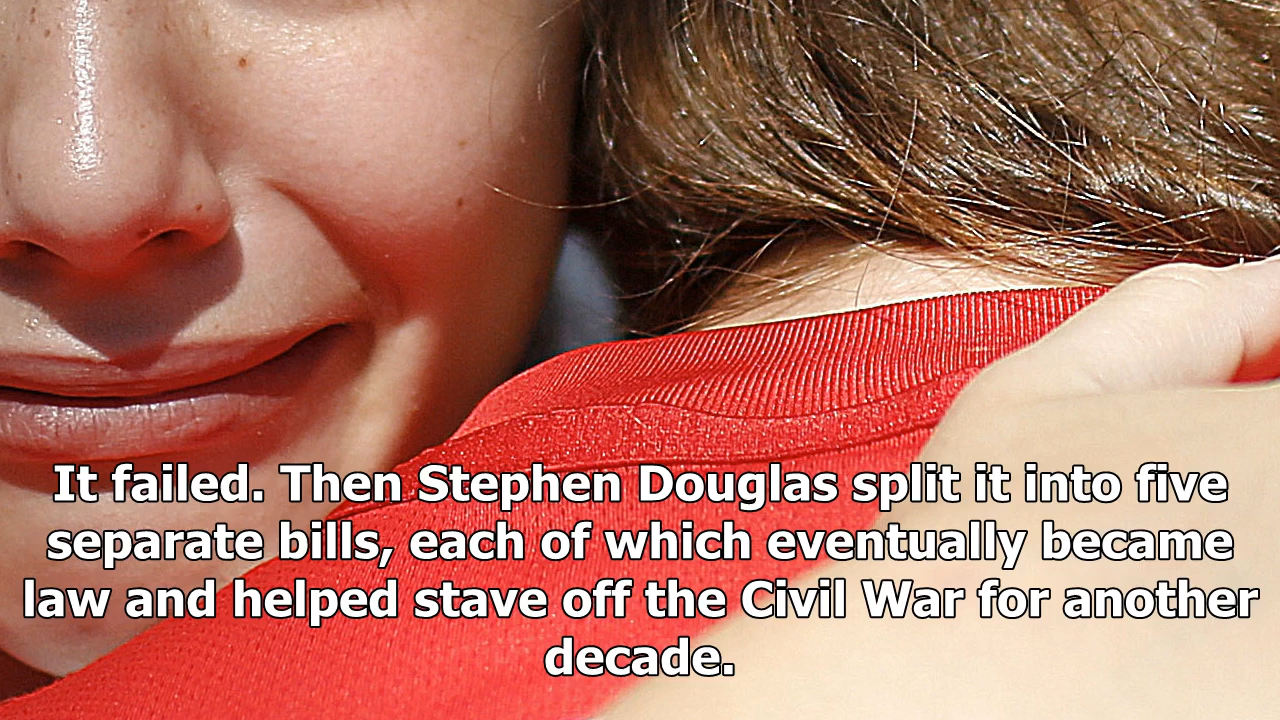 It failed. Then Stephen Douglas split it into five
separate bills, each of which eventually became
law and helped stave off the Civil War for another
decade.